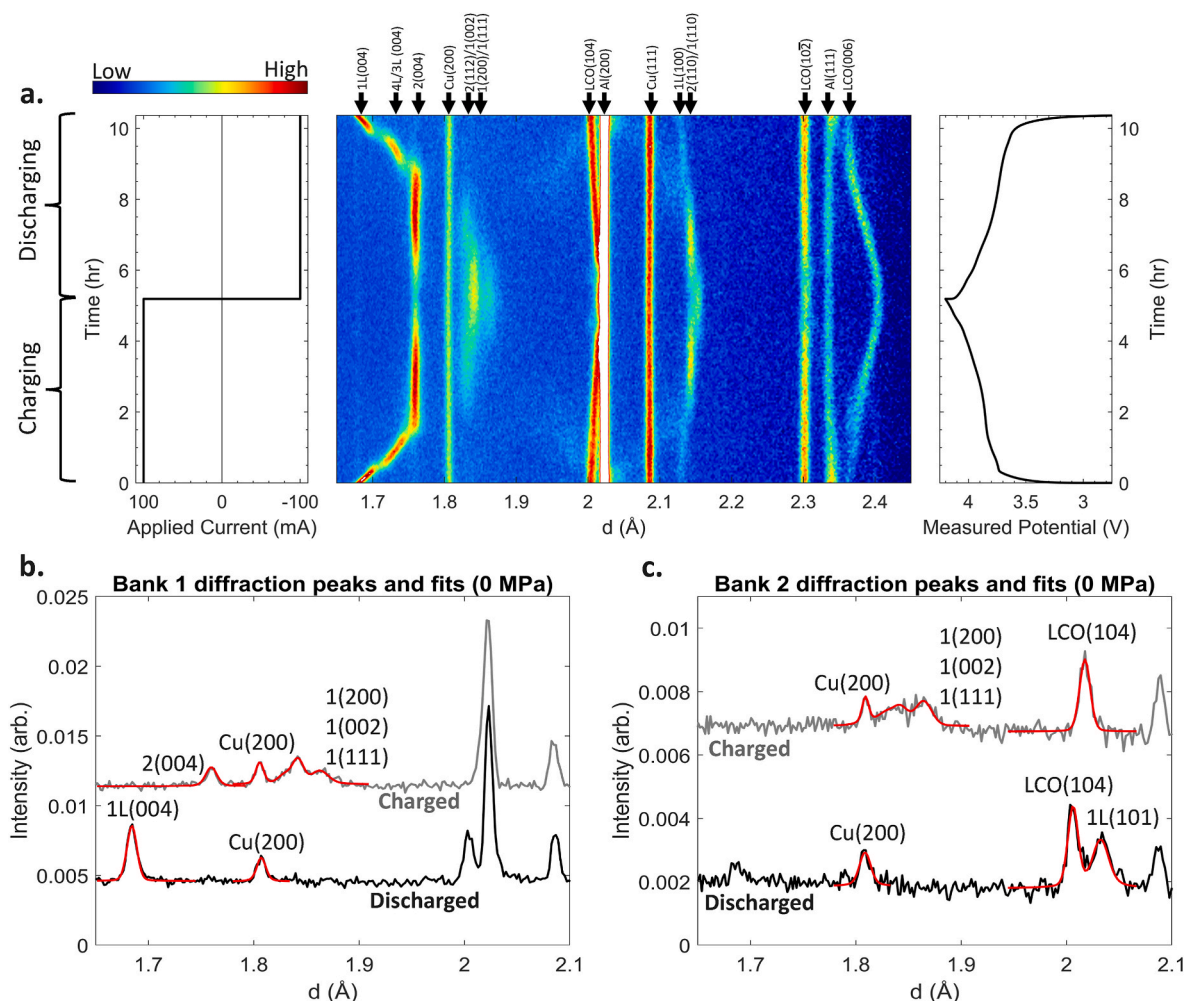 Low
High
1L(004)
4L/3L (004)
2(004)
Cu(200)
2(112)/1(002)
1(200)/1(111)
LCO(104)
Al(200)
Cu(111)
1L(100)
2(110)/1(110)
LCO(102̅)
Al(111)
LCO(006)
a.
Discharging
Charging
Time (hr)
10
8
6
4
2
0
100
0
-100
Applied Current (mA)
1.7
1.8
1.9
2
2.1
2.2
2.3
2.4
d (Å)
10
8
6
4
2
0
Time (hr)
4
3.5
3
Measured Potential (V)
b.
Bank 1 diffraction peaks and fits (0 MPa)
0.025
0.02
0.015
0.01
0.005
0
Intensity (arb.)
1(200)
1(002)
1(111)
Cu(200)
2(004)
Charged
1L(004)
Cu(200)
Discharged
1.7
1.8
1.9
2
2.1
d (Å)
c.
Bank 2 diffraction peaks and fits (0 MPa)
0.01
0.008
0.006
0.004
0.002
0
Intensity (arb.)
1(200)
1(002)
1(111)
LCO(104)
Cu(200)
Charged
LCO(104)
1L(101)
Cu(200)
Discharged
1.7
1.8
1.9
2
2.1
d (Å)